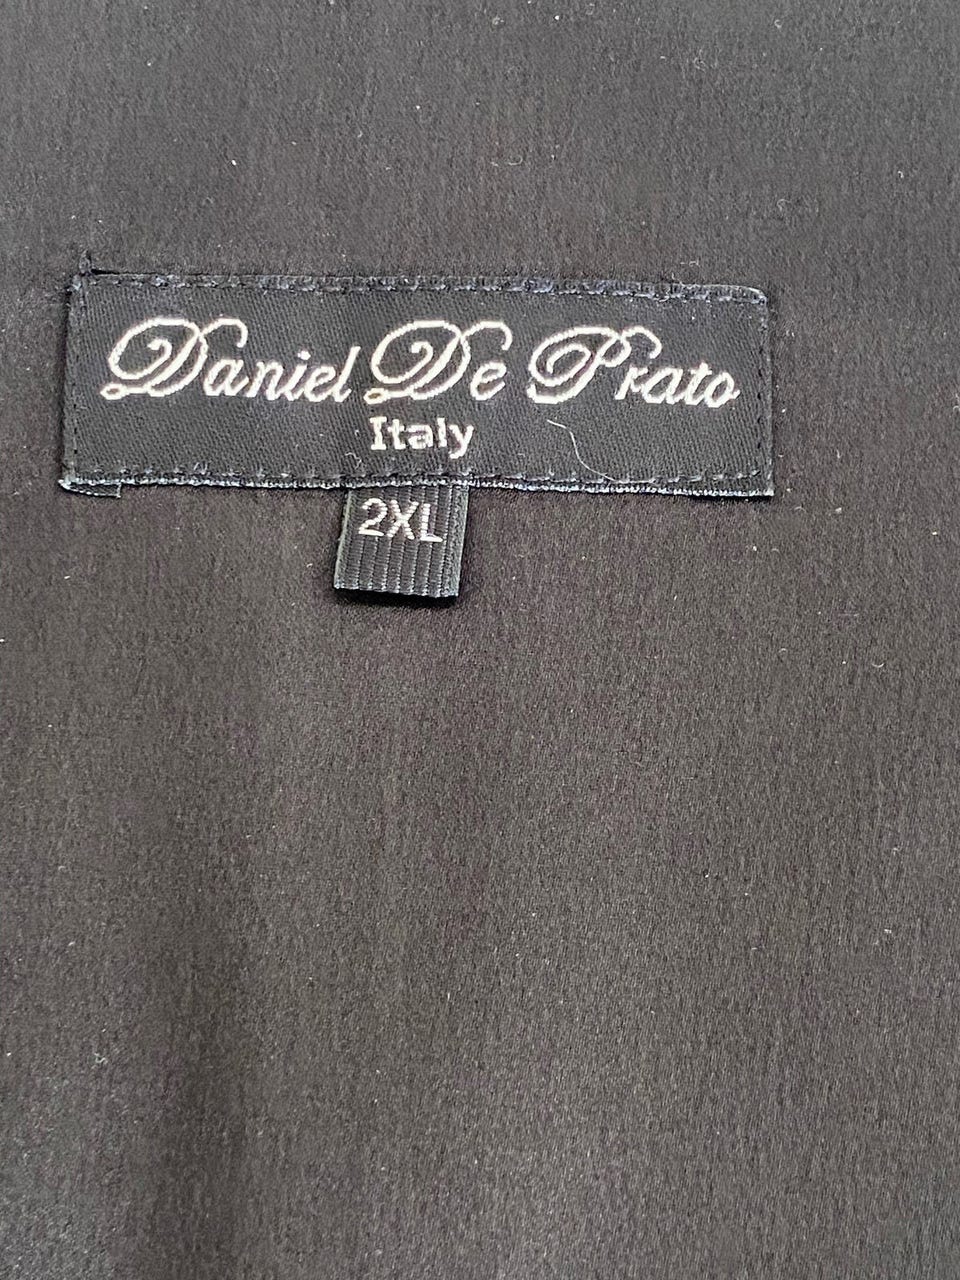 Daniel De Prato
Italy
2XL